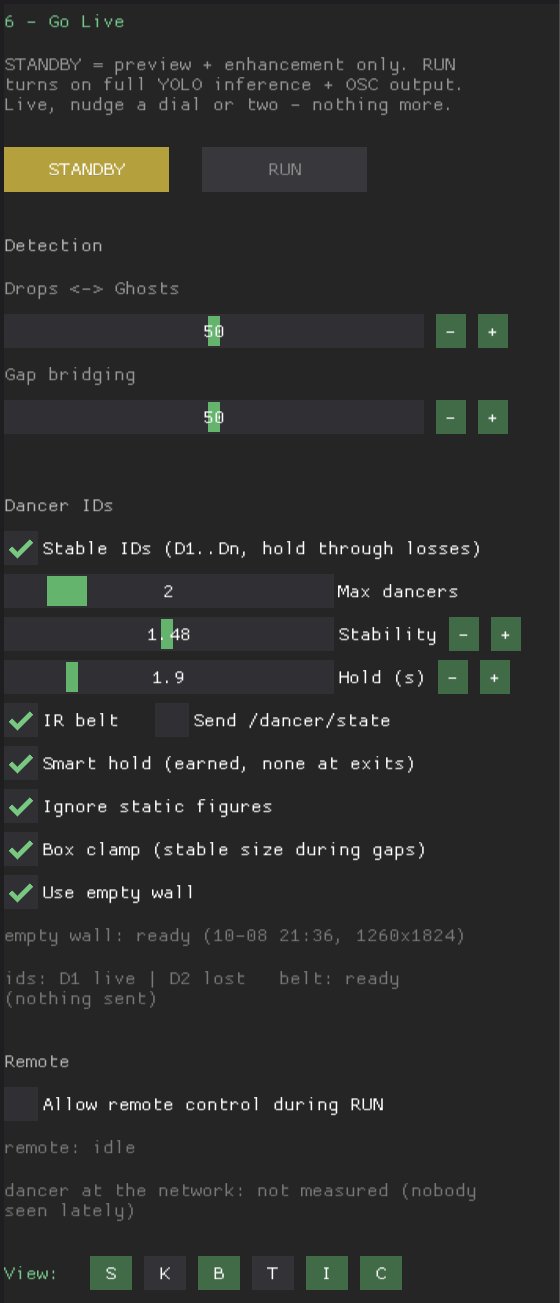 6 - Go Live
STANDBY = preview + enhancement only. RUN
turns on full YOLO inference + OSC output.
Live, nudge a dial or two - nothing more.
STANDBY RUN
Detection
Drops <-> Ghosts
50 - +
Gap bridging
50 - +
Dancer IDs
Stable IDs (D1..Dn, hold through losses)
2 Max dancers
1.48 Stability - +
1.9 Hold (s) - +
IR belt Send /dancer/state
Smart hold (earned, none at exits)
Ignore static figures
Box clamp (stable size during gaps)
Use empty wall
empty wall: ready (10-08 21:36, 1260x1824)
ids: D1 live | D2 lost belt: ready
(nothing sent)
Remote
Allow remote control during RUN
remote: idle
dancer at the network: not measured (nobody
seen lately)
View: S K B T I C